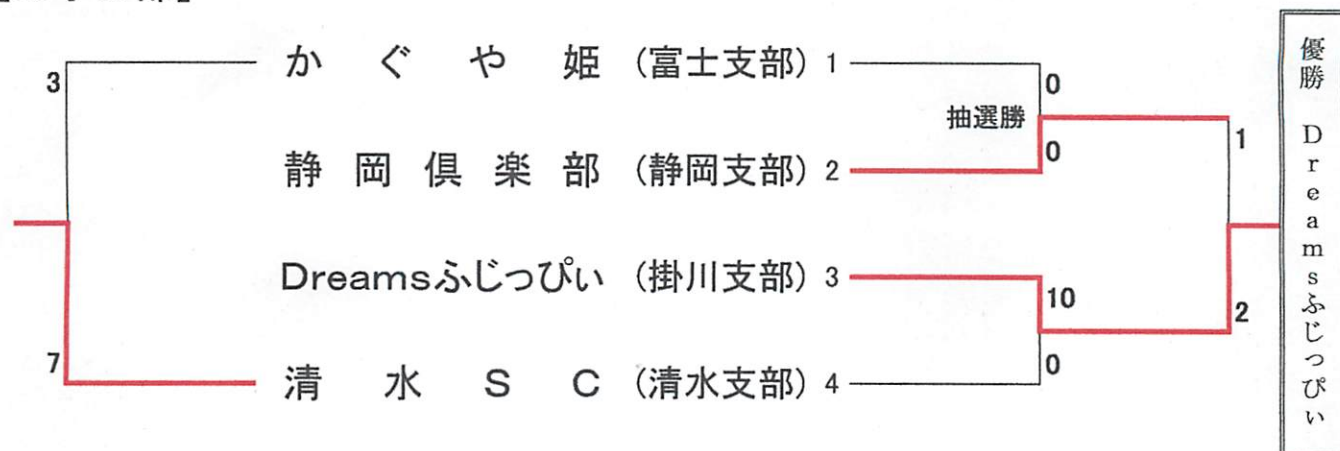 3
かぐや姫 (富士支部) 1
0
抽選勝
0
静岡倶楽部 (静岡支部) 2
1
Dreamsふじっぴぃ (掛川支部) 3
10
2
7
清水SC (清水支部) 4
0
優勝 Dreamsふじっぴい